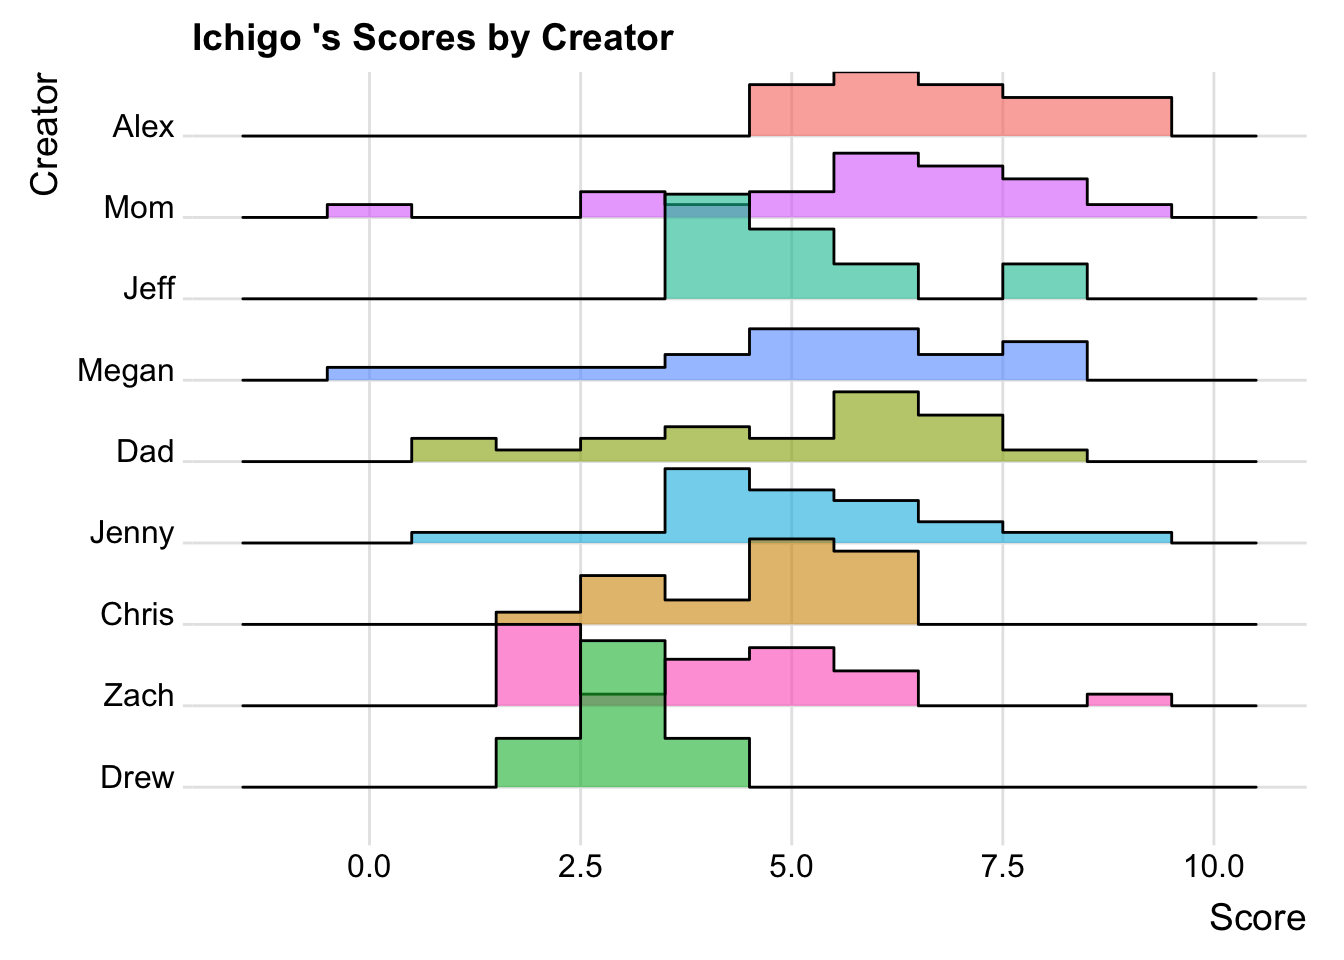 Ichigo 's Scores by Creator
Creator
Alex
Mom
Jeff
Megan
Dad
Jenny
Chris
Zach
Drew
0.0 2.5 5.0 7.5 10.0
Score